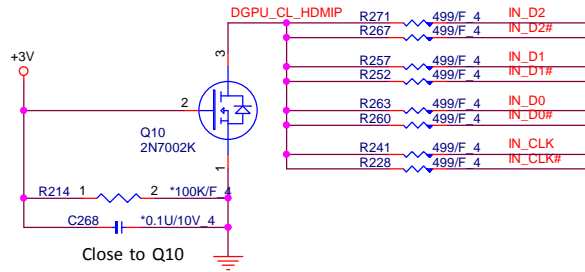 DGPU_CL_HDMIP
R271 499/F_4 IN_D2
R267 499/F_4 IN_D2#
R257 499/F_4 IN_D1
R252 499/F_4 IN_D1#
R263 499/F_4 IN_D0
R260 499/F_4 IN_D0#
R241 499/F_4 IN_CLK
R228 499/F_4 IN_CLK#
+3V
3
2
Q10
2N7002K
1
R214 1 2 *100K/F_4
C268 *0.1U/10V_4
Close to Q10